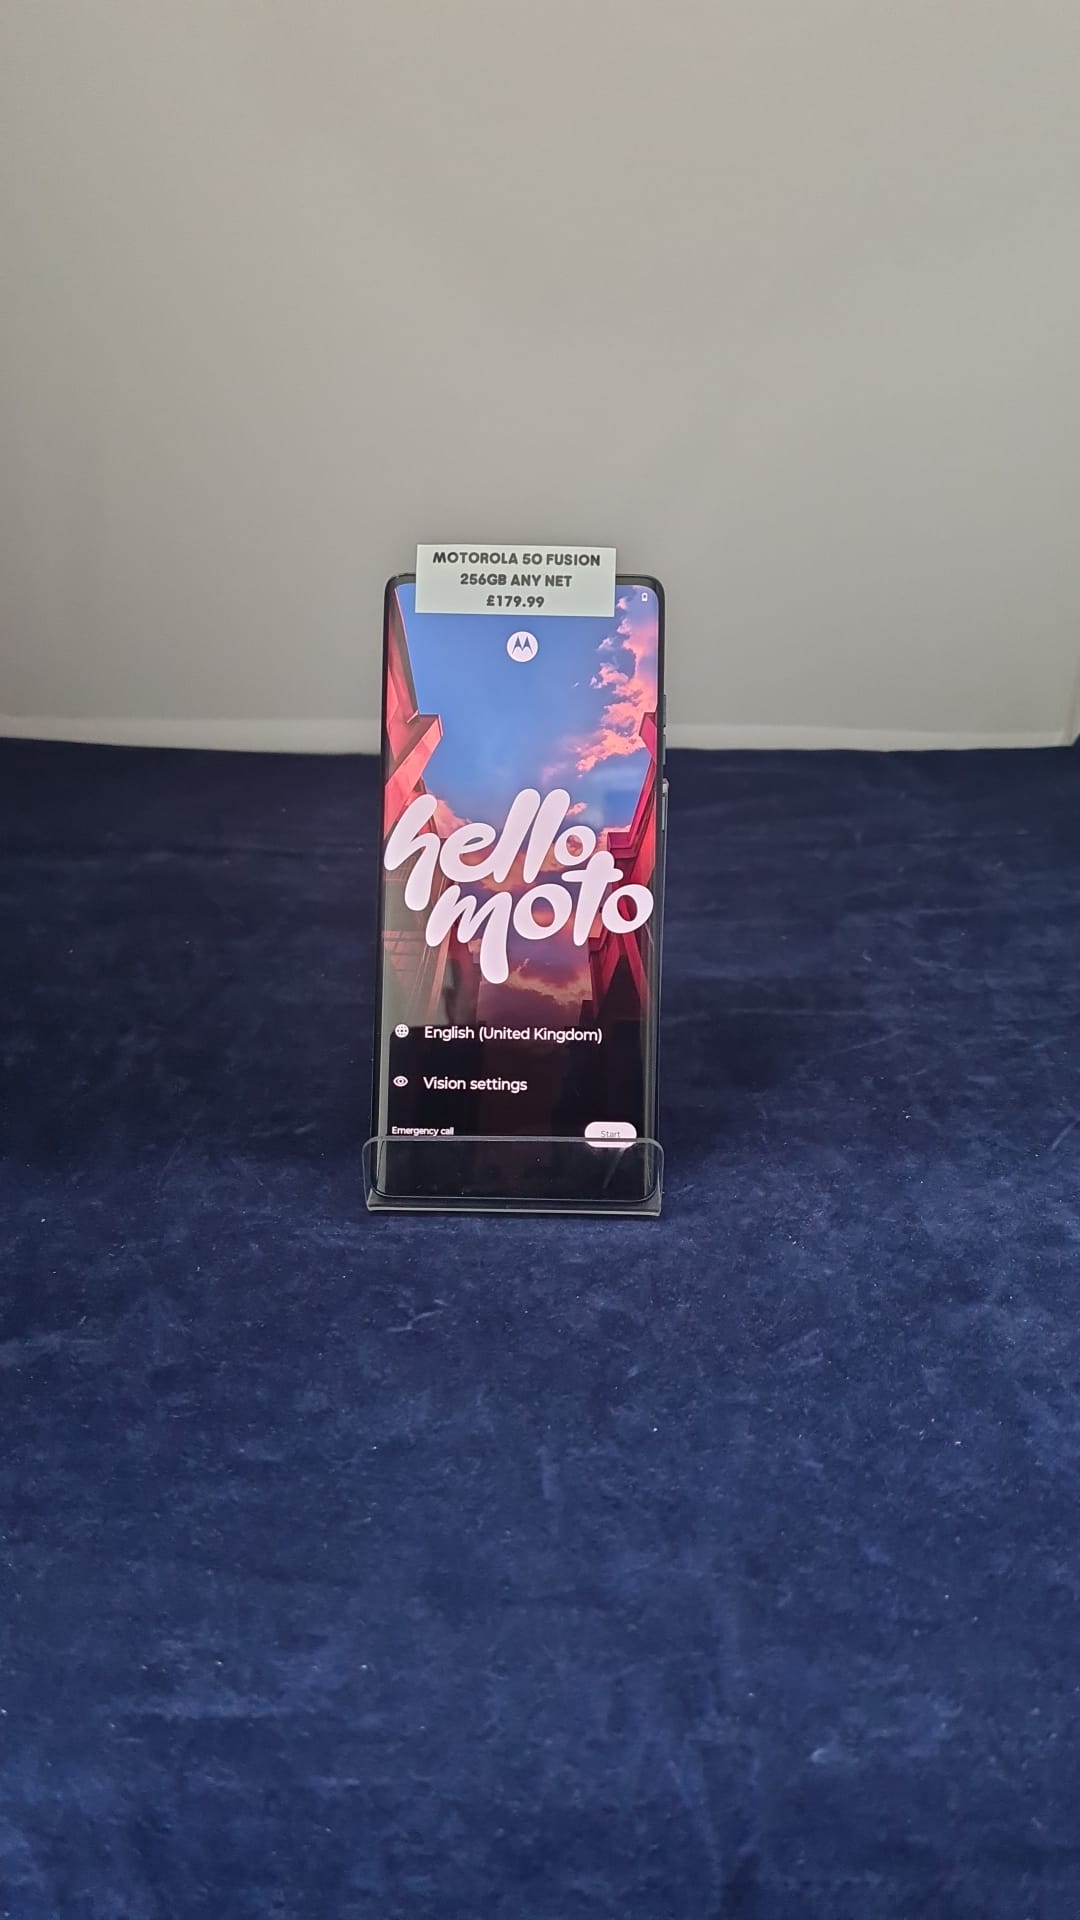 MOTOROLA 50 FUSION
256GB ANY NET
£179.99
hello
moto
English (United Kingdom)
Vision settings
Emergency call
Start